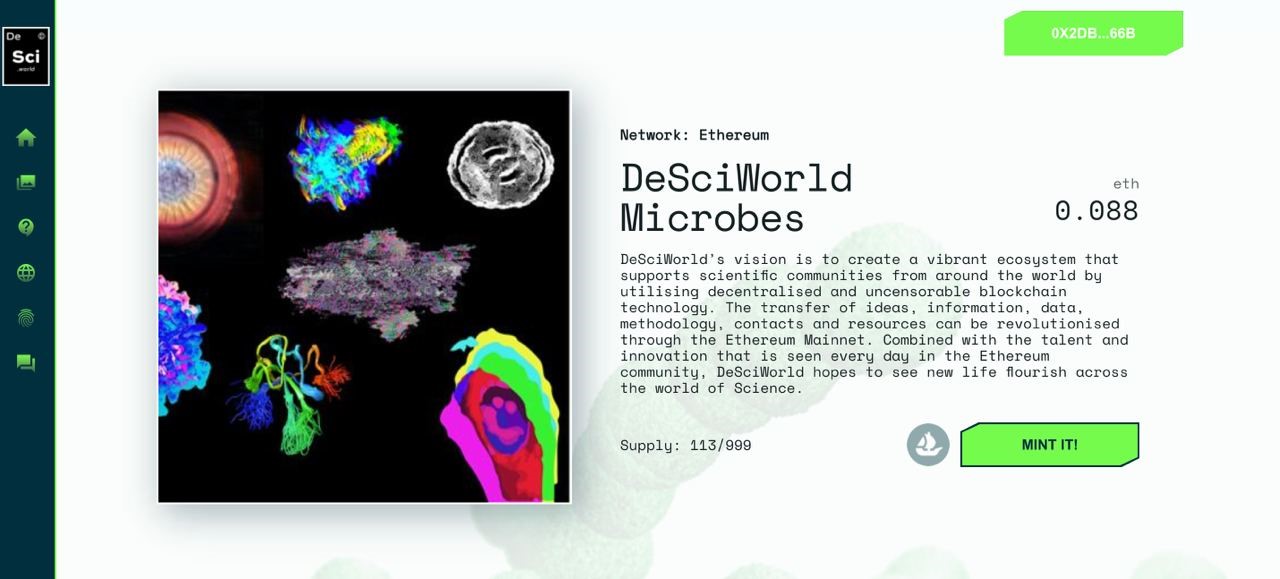 De ©
Sci
.world
0X2DB...66B
Network: Ethereum
DeSciWorld
Microbes
eth
0.088
DeSciWorld's vision is to create a vibrant ecosystem that
supports scientific communities from around the world by
utilising decentralised and uncensorable blockchain
technology. The transfer of ideas, information, data,
methodology, contacts and resources can be revolutionised
through the Ethereum Mainnet. Combined with the talent and
innovation that is seen every day in the Ethereum
community, DeSciWorld hopes to see new life flourish across
the world of Science.
Supply: 113/999
MINT IT!